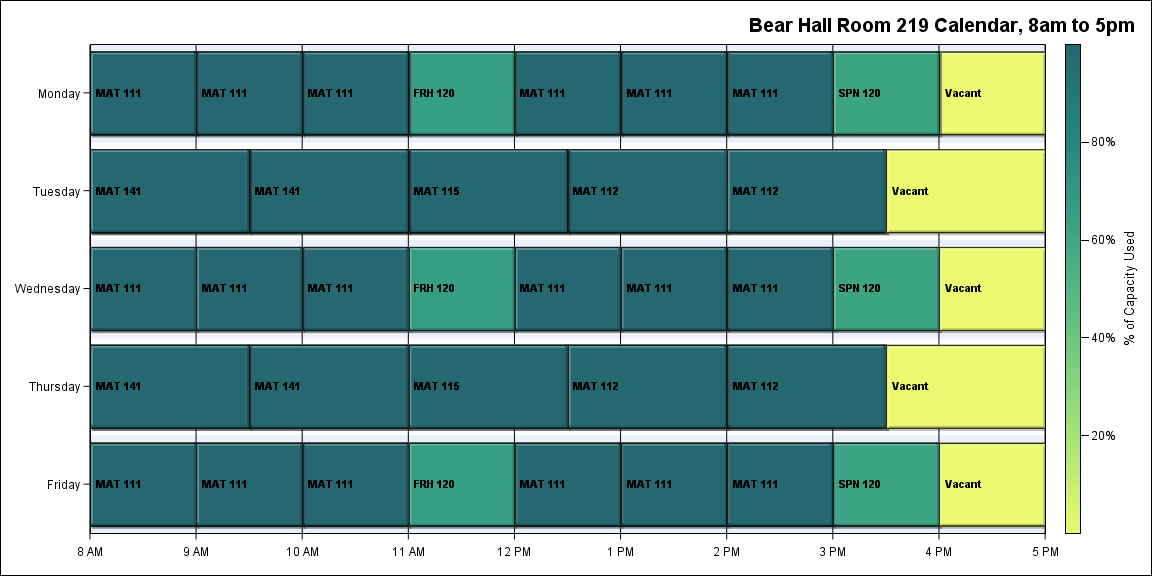 Bear Hall Room 219 Calendar, 8am to 5pm
Monday
MAT 111
MAT 111
MAT 111
FRH 120
MAT 111
MAT 111
MAT 111
SPN 120
Vacant
Tuesday
MAT 141
MAT 141
MAT 115
MAT 112
MAT 112
Vacant
Wednesday
MAT 111
MAT 111
MAT 111
FRH 120
MAT 111
MAT 111
MAT 111
SPN 120
Vacant
Thursday
MAT 141
MAT 141
MAT 115
MAT 112
MAT 112
Vacant
Friday
MAT 111
MAT 111
MAT 111
FRH 120
MAT 111
MAT 111
MAT 111
SPN 120
Vacant
8 AM
9 AM
10 AM
11 AM
12 PM
1 PM
2 PM
3 PM
4 PM
5 PM
80%
60%
40%
20%
% of Capacity Used